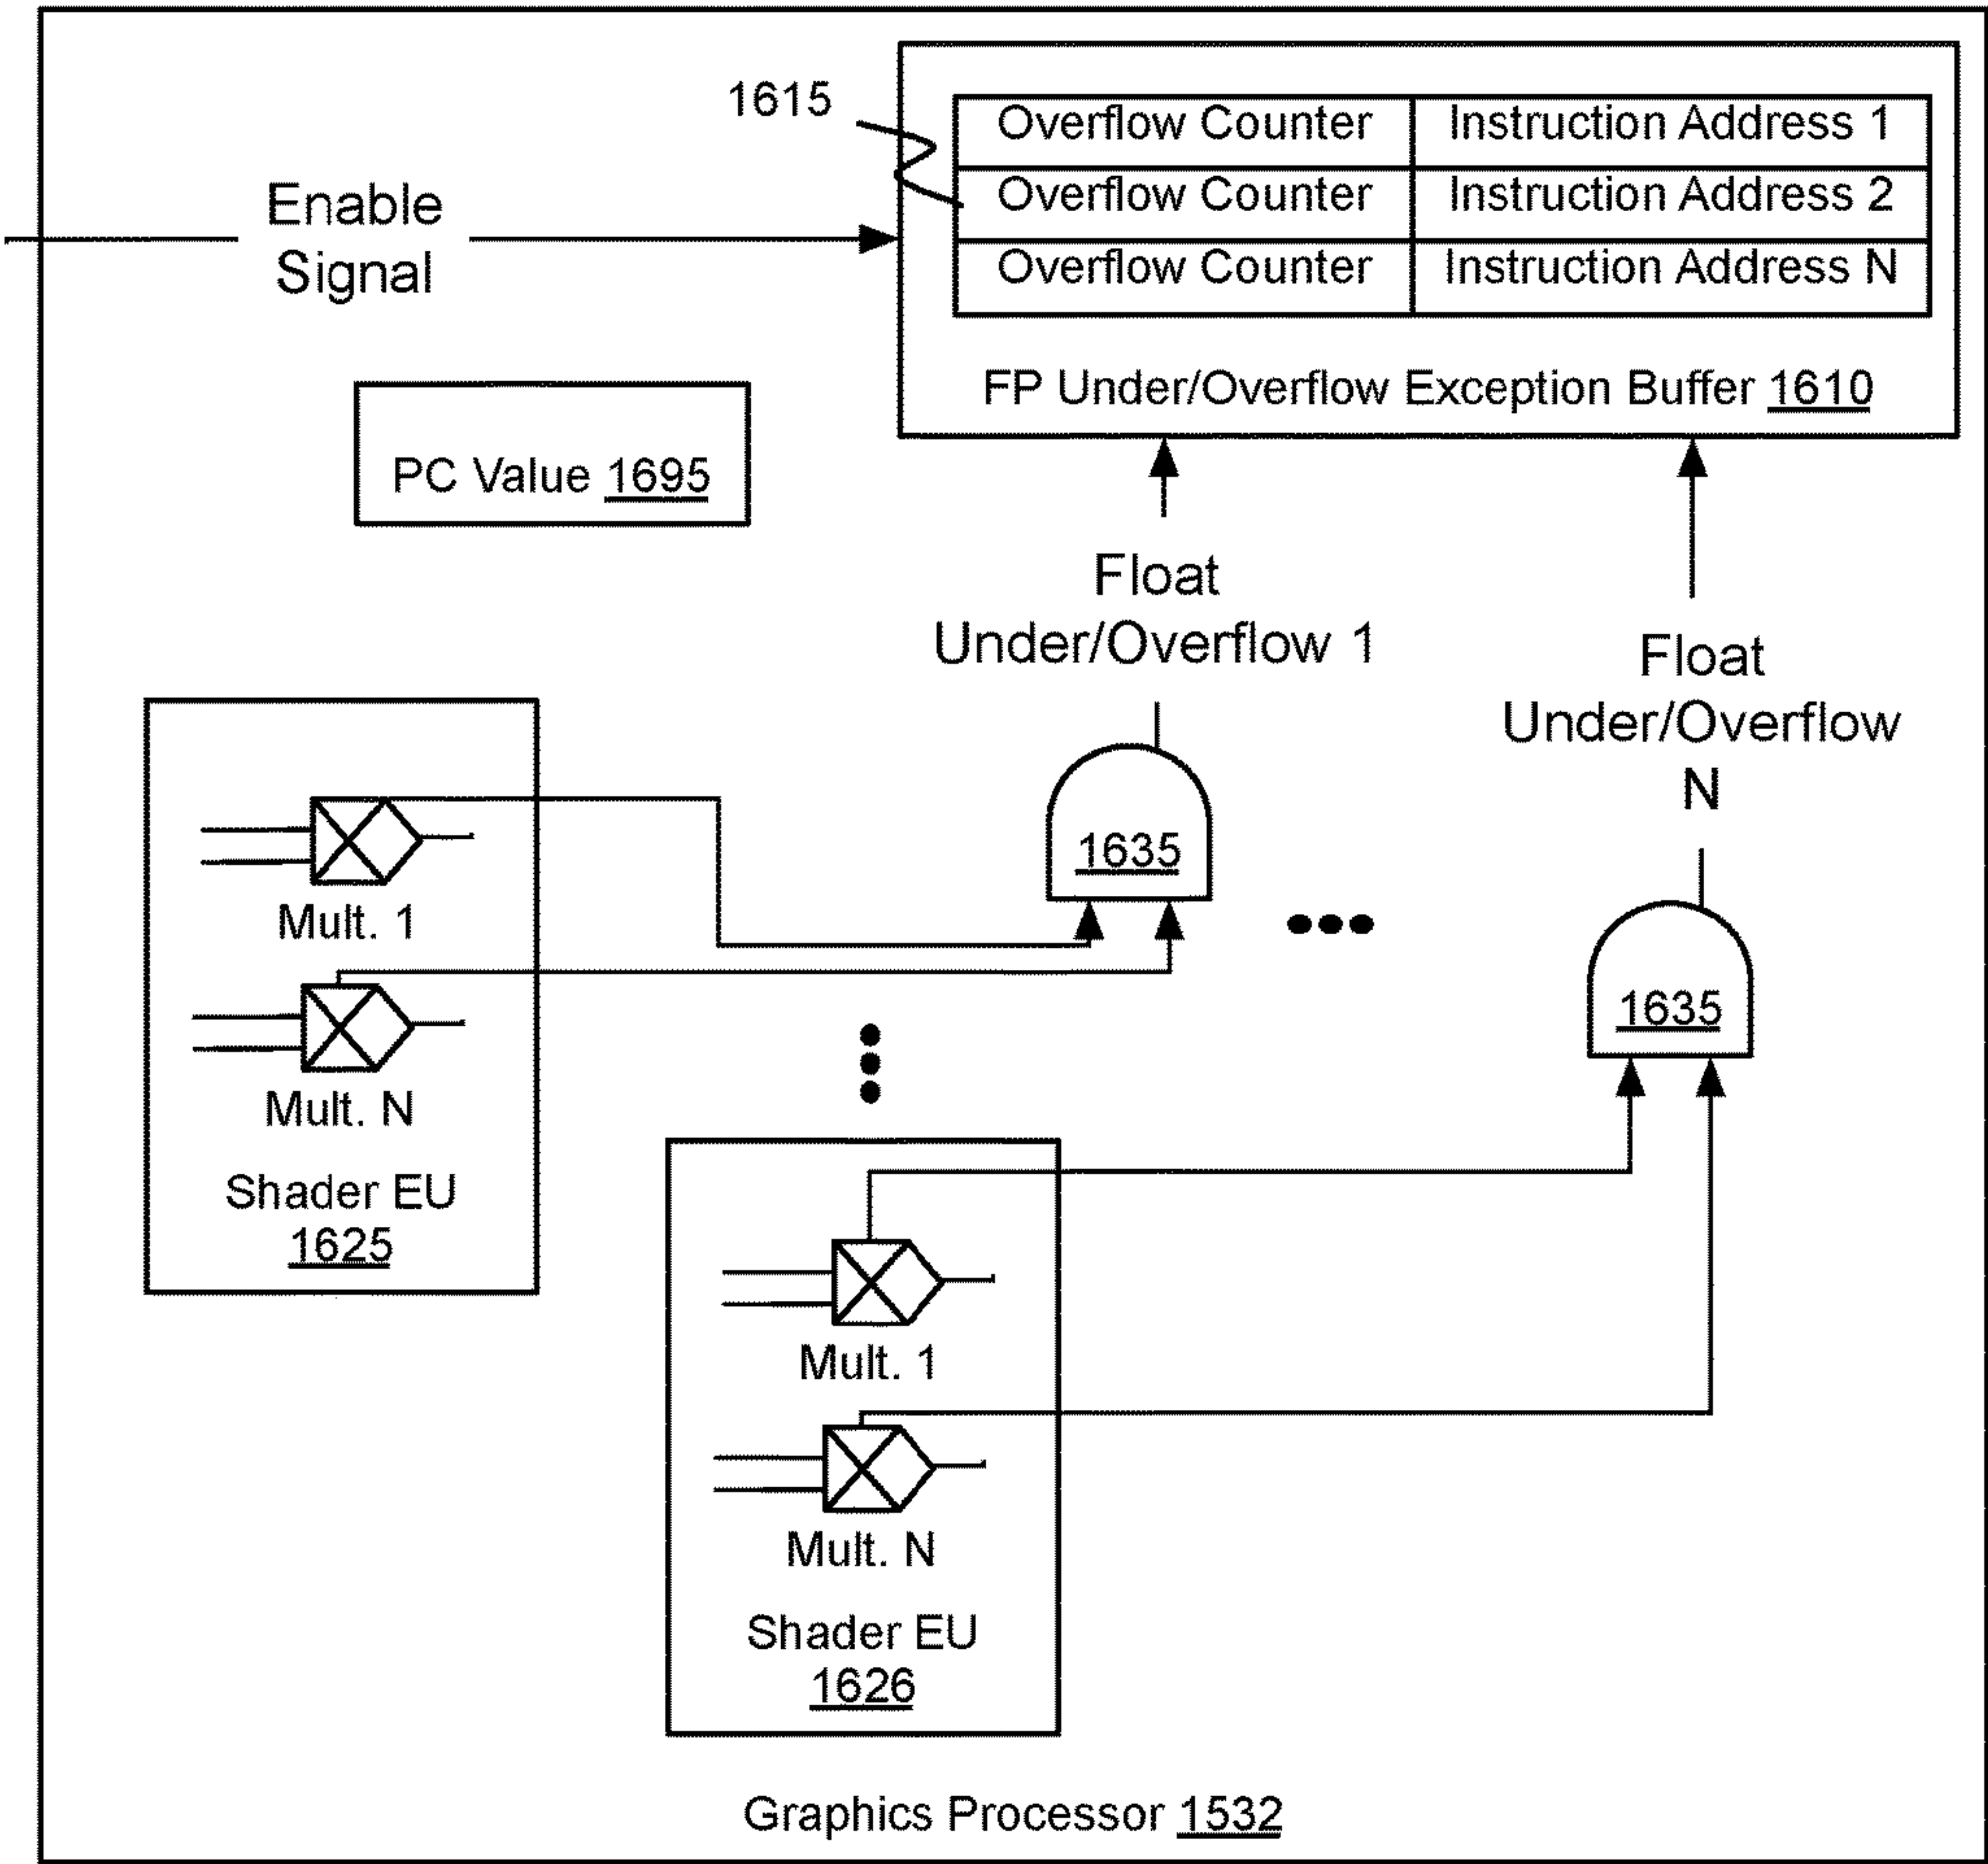 1615
Overflow Counter Instruction Address 1
Overflow Counter Instruction Address 2
Overflow Counter Instruction Address N
FP Under/Overflow Exception Buffer 1610
Enable
Signal
PC Value 1695
Float
Under/Overflow 1
Float
Under/Overflow
N
1635
1635
Mult. 1
Mult. N
Shader EU
1625
Mult. 1
Mult. N
Shader EU
1626
Graphics Processor 1532